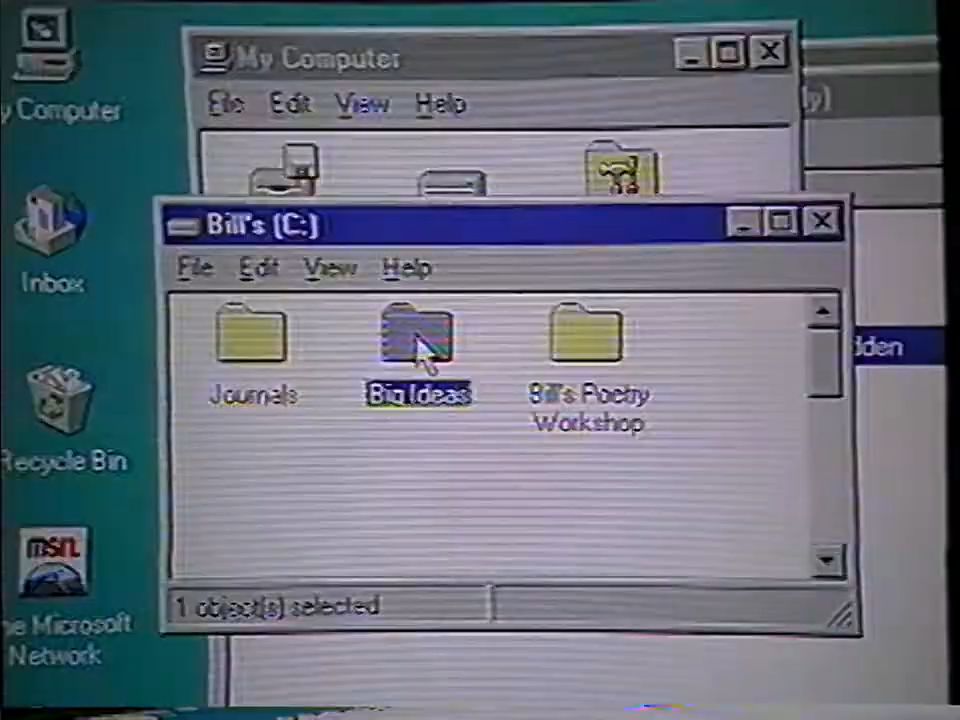 My Computer
File Edit View Help
y Computer
Bill's (C:)
File Edit View Help
Inbox
Journals
Big Ideas
Bill's Poetry
Workshop
dden
Recycle Bin
msn
1 object(s) selected
he Microsoft
Network